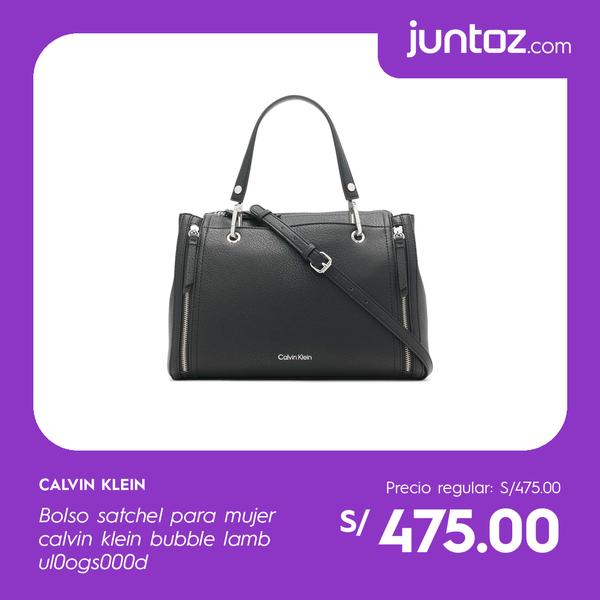 juntoz.com
Calvin Klein
CALVIN KLEIN
Bolso satchel para mujer
calvin klein bubble lamb
ul0ogs000d
Precio regular: S/475.00
S/ 475.00